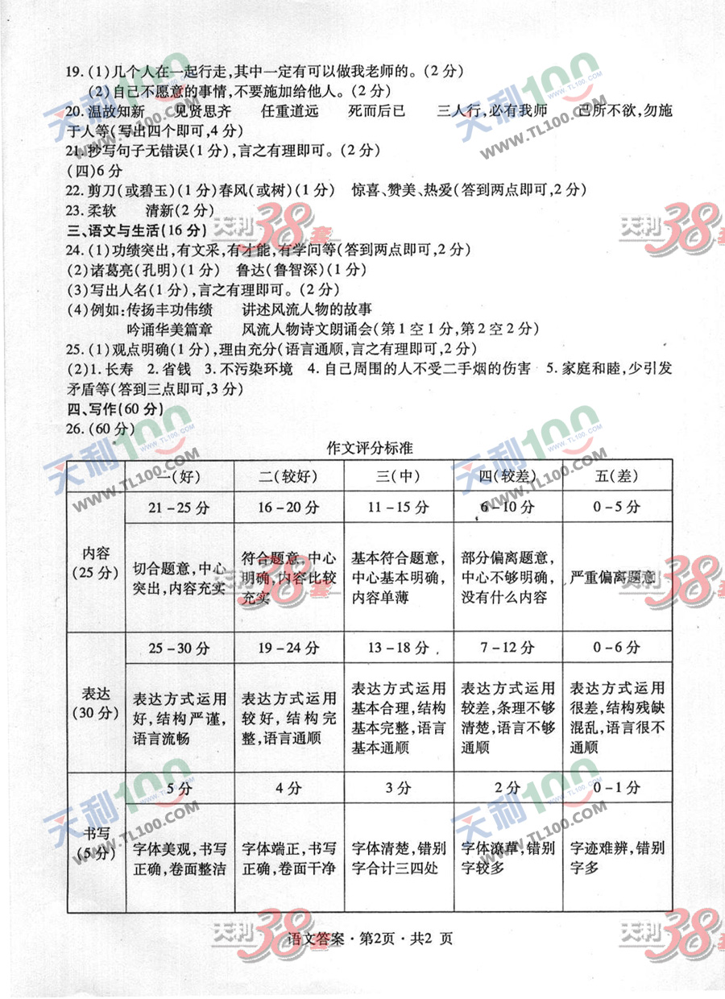 19.(1)几个人在一起行走,其中一定有可以做我老师的。(2分)
(2)自己不愿意的事情,不要施加给他人。(2分)
20.温故知新 见贤思齐 任重道远 死而后已 三人行,必有我师 己所不欲,勿施
于人等(写出四个即可,4分)
21.抄写句子无错误(1分),言之有理即可。(2分)
(四)6分
22.剪刀(或碧玉)(1分)春风(或树)(1分) 惊喜、赞美、热爱(答到两点即可,2分)
23.柔软 清新(2分)
三、语文与生活(16分)
24.(1)功绩突出,有文采,有才能,有学问等(答到两点即可,2分)
(2)诸葛亮(孔明)(1分) 鲁达(鲁智深)(1分)
(3)写出人名(1分),言之有理即可。(2分)
(4)例如:传扬丰功伟绩 讲述风流人物的故事
吟诵华美篇章 风流人物诗文朗诵会(第1空1分,第2空2分)
25.(1)观点明确(1分),理由充分(语言通顺,言之有理即可,2分)
(2)1.长寿 2.省钱 3.不污染环境 4.自己周围的人不受二手烟的伤害 5.家庭和睦,少引发
矛盾等(答到三点即可,3分)
四、写作(60分)
26.(60分)
作文评分标准
一(好) 二(较好) 三(中) 四(较差) 五(差)
内容
(25分)
21-25分 16-20分 11-15分 6-10分 0-5分
切合题意,中心
突出,内容充实
符合题意,中心
明确,内容比较
充实
基本符合题意,
中心基本明确,
内容单薄
部分偏离题意,
中心不够明确,
没有什么内容
严重偏离题意
表达
(30分)
25-30分 19-24分 13-18分 7-12分 0-6分
表达方式运用
好,结构严谨,
语言流畅
表达方式运用
较好,结构完
整,语言通顺
表达方式运用
基本合理,结构
基本完整,语言
基本通顺
表达方式运用
较差,条理不够
清楚,语言不够
通顺
表达方式运用
很差,结构残缺
混乱,语言很不
通顺
书写
(5分)
5分 4分 3分 2分 0-1分
字体美观,书写
正确,卷面整洁
字体端正,书写
正确,卷面干净
字体清楚,错别
字合计三四处
字体潦草,错别
字较多
字迹难辨,错别
字多
语文答案·第2页·共2页
天利100
WWW.TL100.COM
天利38套